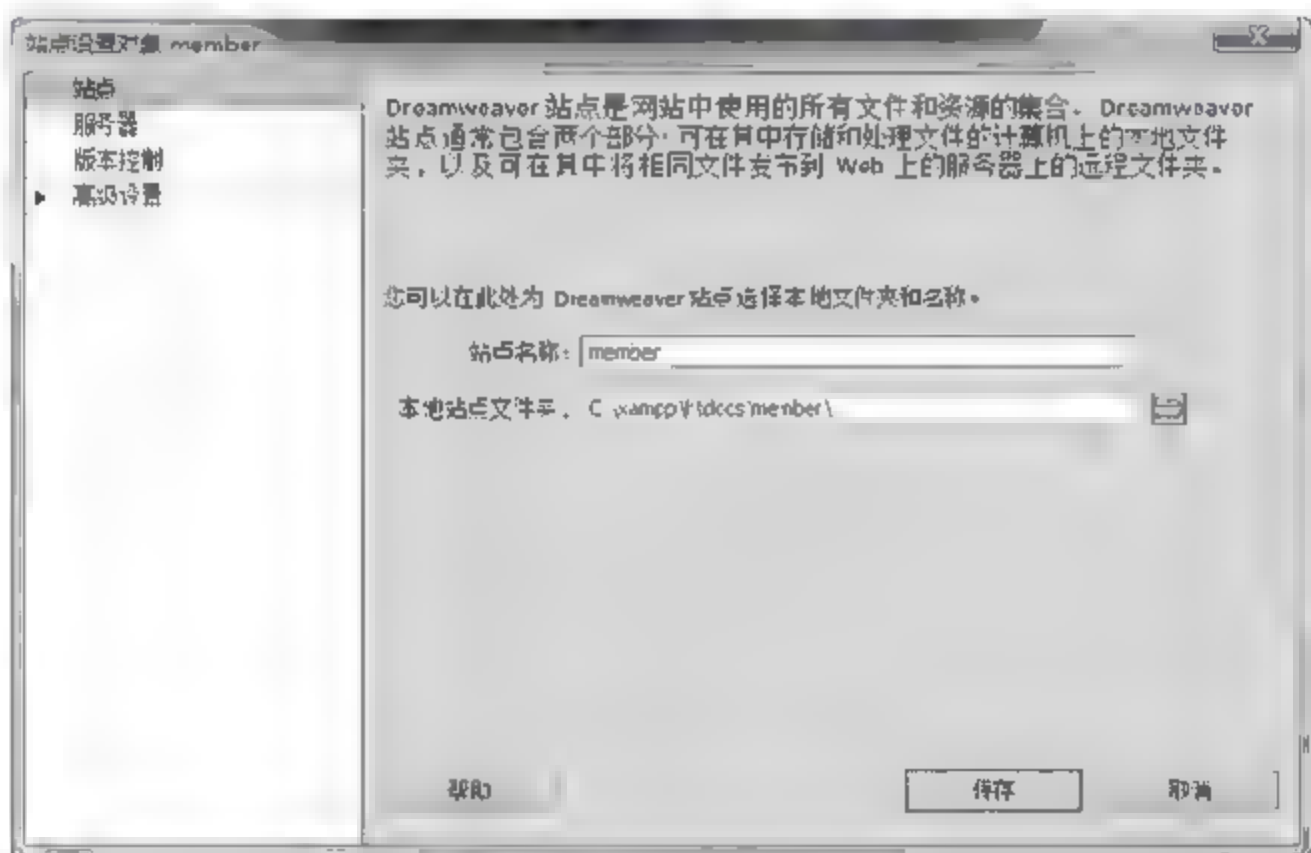 站点设置对象 member
站点
服务器
版本控制
高级设置
Dreamweaver 站点是网站中使用的所有文件和资源的集合。Dreamweaver
站点通常包含两个部分:可在其中存储和处理文件的计算机上的本地文件
夹,以及可在其中将相同文件发布到 Web 上的服务器上的远程文件夹。
您可以在此处为 Dreamweaver 站点选择本地文件夹和名称。
站点名称: member
本地站点文件夹: C:\xampp\htdocs\member\
帮助
保存
取消